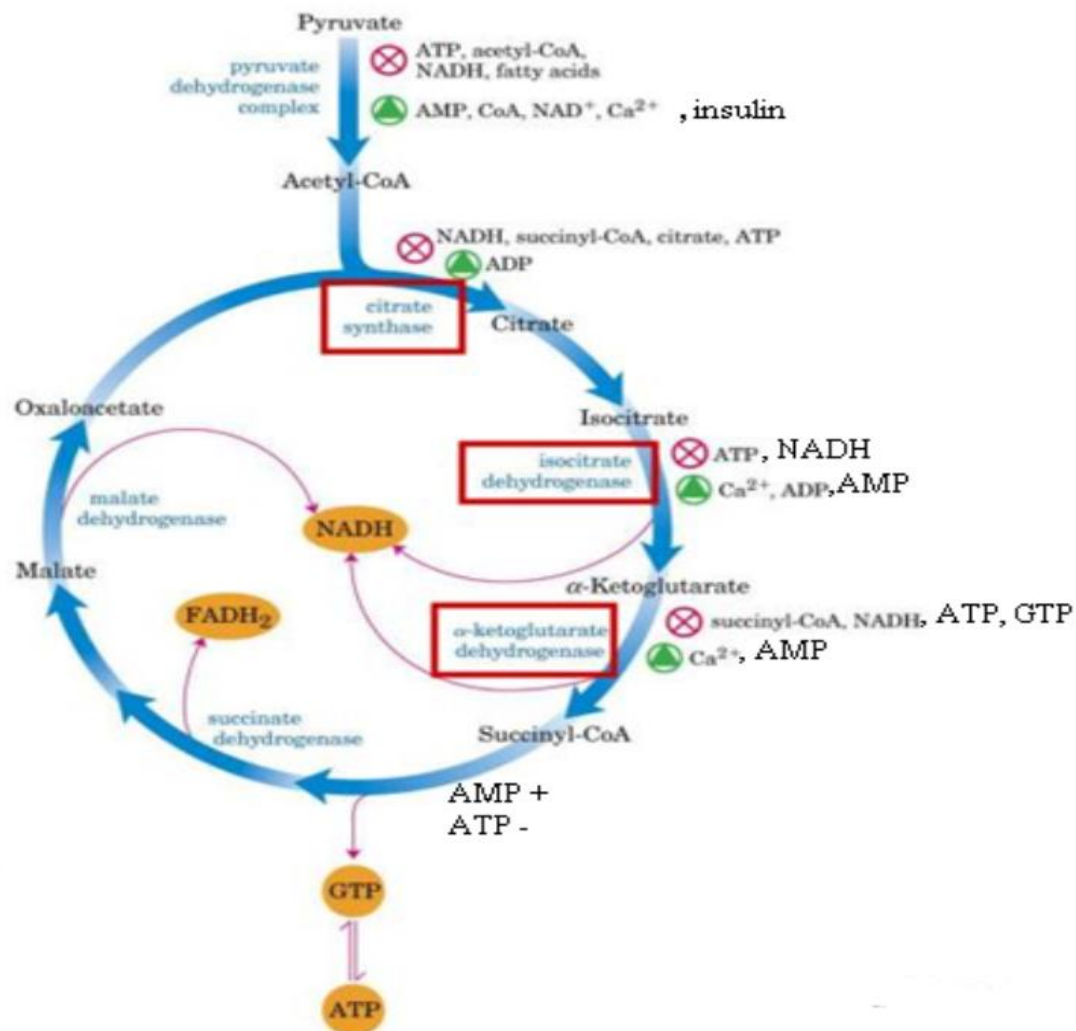 Pyruvate
pyruvate
dehydrogenase
complex
ATP, acetyl-CoA,
NADH, fatty acids
AMP, CoA, NAD⁺, Ca²⁺ , insulin
Acetyl-CoA
NADH, succinyl-CoA, citrate, ATP
ADP
citrate
synthase
Citrate
Oxaloacetate
Isocitrate
isocitrate
dehydrogenase
ATP, NADH
Ca²⁺, ADP,AMP
malate
dehydrogenase
NADH
Malate
α-Ketoglutarate
FADH₂
α-ketoglutarate
dehydrogenase
succinyl-CoA, NADH, ATP, GTP
Ca²⁺, AMP
succinate
dehydrogenase
Succinyl-CoA
AMP +
ATP -
GTP
ATP